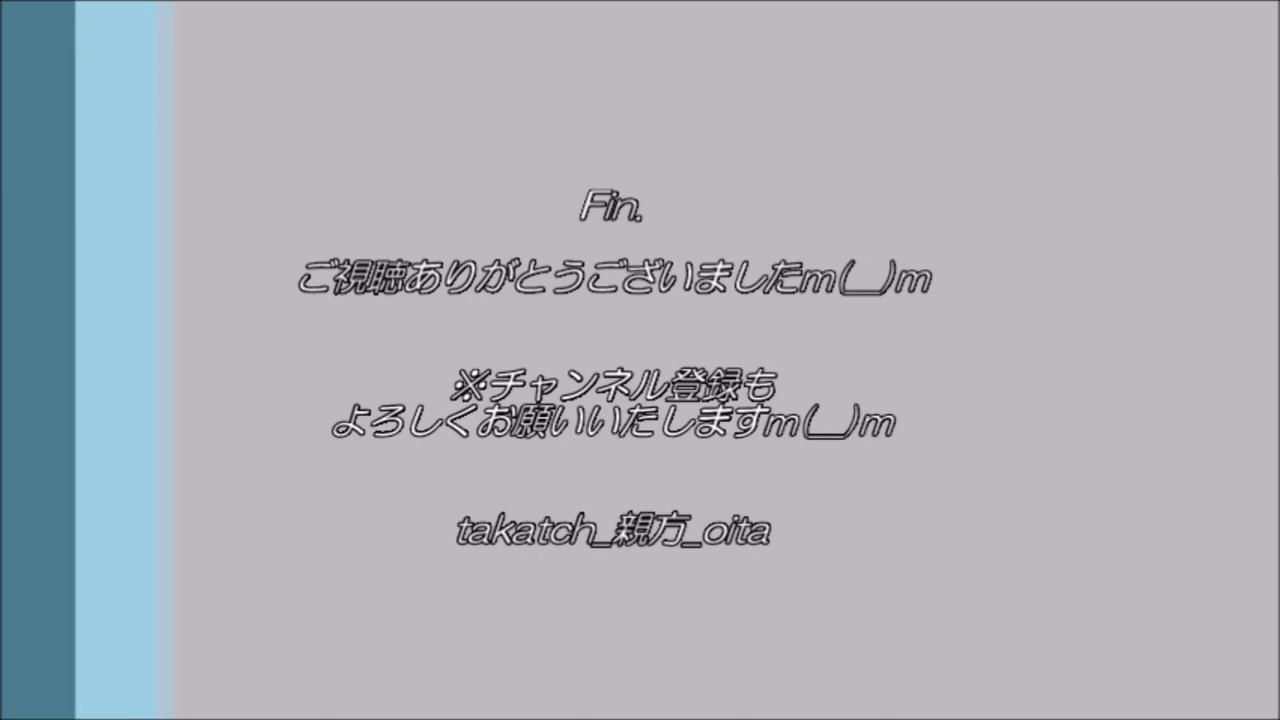 Fin.
ご視聴ありがとうございましたm(__)m
※チャンネル登録も
よろしくお願いいたしますm(__)m
takatch_親方_oita